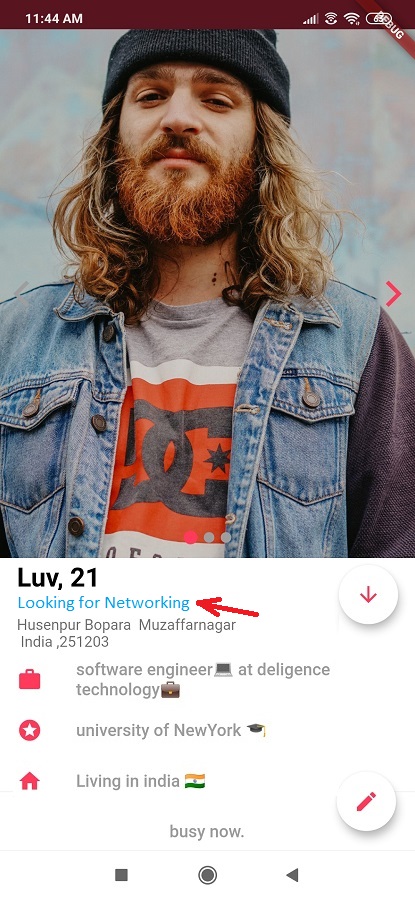 11:44 AM
Luv, 21
Looking for Networking
Husenpur Bopara Muzaffarnagar
India ,251203
software engineer💻 at deligence
technology💼
university of NewYork 🎓
Living in india 🇮🇳
busy now.